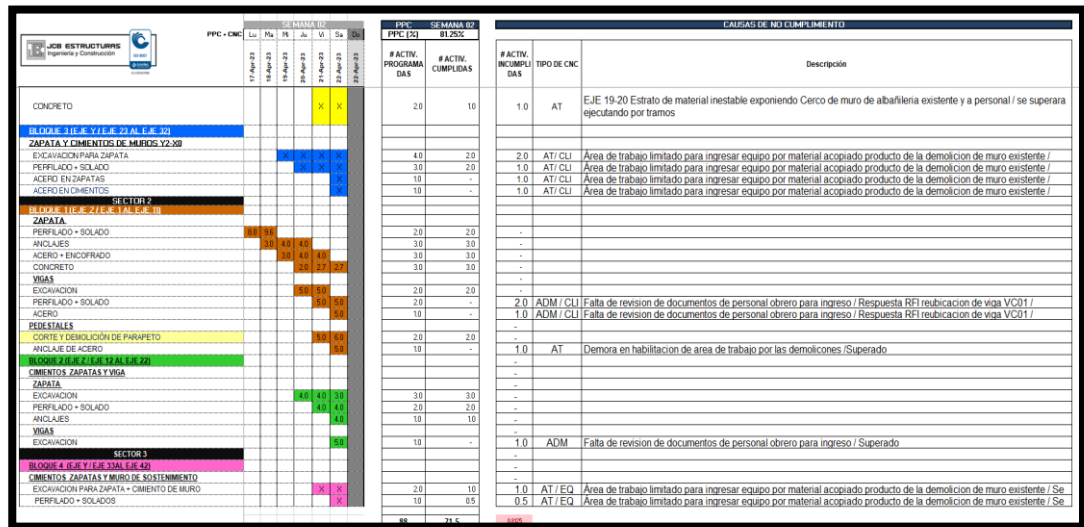 SEMANA 02 PPC SEMANA 02 CAUSAS DE NO CUMPLIMIENTO
PPC + CNC Lu Ma Mi Ju Vi Sa Do PPC (%) 81.25%
JCB ESTRUCTURAS
Ingeniería y Construcción
17-Apr-23 18-Apr-23 19-Apr-23 20-Apr-23 21-Apr-23 22-Apr-23 22-Apr-23
# ACTIV. PROGRAMA DAS # ACTIV. CUMPLIDAS # ACTIV. INCUMPLI DAS TIPO DE CNC Descripción
CONCRETO X X 2.0 1.0 1.0 AT EJE 19-20 Estrato de material inestable exponiendo Cerco de muro de albañileria existente y a personal / se superara
ejecutando por tramos
BLOQUE 3 (EJE Y / EJE 23 AL EJE 32)
ZAPATA Y CIMIENTOS DE MUROS Y2-X0
EXCAVACION PARA ZAPATA X X X X 4.0 2.0 2.0 AT/ CLI Área de trabajo limitado para ingresar equipo por material acopiado producto de la demolicion de muro existente /
PERFILADO + SOLADO X X X 3.0 2.0 1.0 AT/ CLI Área de trabajo limitado para ingresar equipo por material acopiado producto de la demolicion de muro existente /
ACERO EN ZAPATAS X 1.0 - 1.0 AT/ CLI Área de trabajo limitado para ingresar equipo por material acopiado producto de la demolicion de muro existente /
ACERO EN CIMIENTOS X 1.0 - 1.0 AT/ CLI Área de trabajo limitado para ingresar equipo por material acopiado producto de la demolicion de muro existente /
SECTOR 2
BLOQUE 1 (EJE Z / EJE 1 AL EJE
ZAPATA
PERFILADO + SOLADO 9.6 2.0 2.0 -
ANCLAJES 3.0 4.0 4.0 3.0 3.0 -
ACERO + ENCOFRADO 3.0 4.0 4.0 3.0 3.0 -
CONCRETO 2.0 2.7 2.7 3.0 3.0 -
VIGAS -
EXCAVACION 5.0 5.0 2.0 2.0 -
PERFILADO + SOLADO 5.0 5.0 2.0 - 2.0 ADM / CLI Falta de revision de documentos de personal obrero para ingreso / Respuesta RFI reubicacion de viga VC01 /
ACERO 5.0 1.0 - 1.0 ADM / CLI Falta de revision de documentos de personal obrero para ingreso / Respuesta RFI reubicacion de viga VC01 /
PEDESTALES -
CORTE Y DEMOLICIÓN DE PARAPETO 5.0 6.0 2.0 2.0 -
ANCLAJE DE ACERO 5.0 1.0 - 1.0 AT Demora en habilitacion de area de trabajo por las demolicones /Superado
BLOQUE 2 (EJE Z / EJE 12 AL EJE 22) -
CIMIENTOS ZAPATAS Y VIGA -
ZAPATA -
EXCAVACION 4.0 4.0 3.0 3.0 3.0 -
PERFILADO + SOLADO 4.0 4.0 2.0 2.0 -
ANCLAJES 4.0 1.0 1.0 -
VIGAS -
EXCAVACION 5.0 1.0 - 1.0 ADM Falta de revision de documentos de personal obrero para ingreso / Superado
SECTOR 3 -
BLOQUE 4 (EJE Y / EJE 33AL EJE 42) -
CIMIENTOS ZAPATAS Y MURO DE SOSTENIMIENTO -
EXCAVACION PARA ZAPATA + CIMIENTO DE MURO X X 2.0 1.0 1.0 AT / EQ Área de trabajo limitado para ingresar equipo por material acopiado producto de la demolicion de muro existente / Se
PERFILADO + SOLADOS X 1.0 0.5 0.5 AT / EQ Área de trabajo limitado para ingresar equipo por material acopiado producto de la demolicion de muro existente / Se
88 71.5